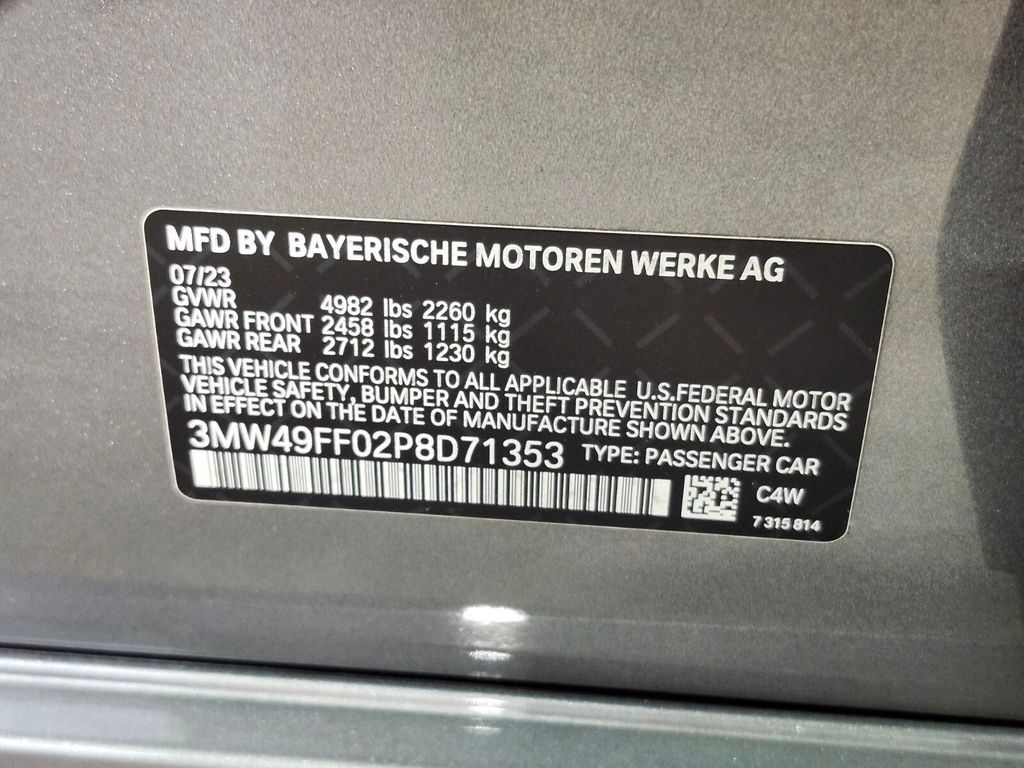 MFD BY BAYERISCHE MOTOREN WERKE AG
07/23
GVWR 4982 lbs 2260 kg
GAWR FRONT 2458 lbs 1115 kg
GAWR REAR 2712 lbs 1230 kg
THIS VEHICLE CONFORMS TO ALL APPLICABLE U.S.FEDERAL MOTOR
VEHICLE SAFETY, BUMPER AND THEFT PREVENTION STANDARDS
IN EFFECT ON THE DATE OF MANUFACTURE SHOWN ABOVE.
3MW49FF02P8D71353 TYPE: PASSENGER CAR
C4W
7 315 814